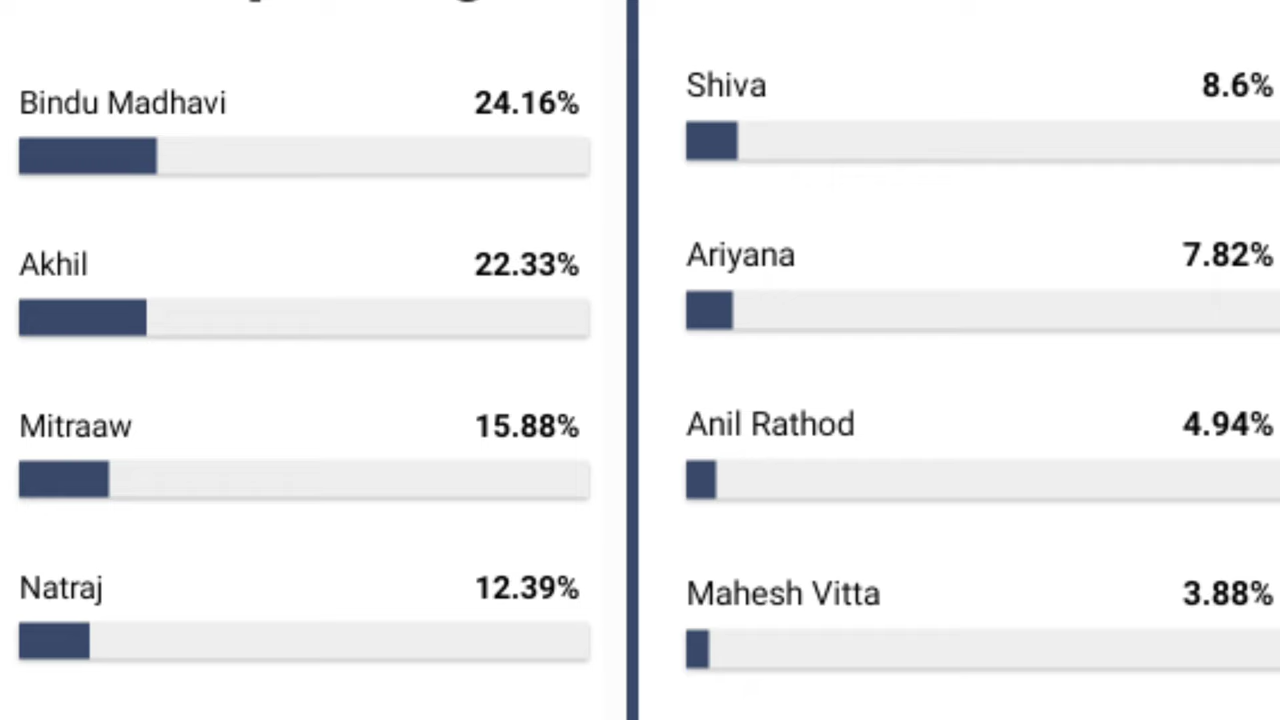 Bindu Madhavi 24.16%
Akhil 22.33%
Mitraaw 15.88%
Natraj 12.39%
Shiva 8.6%
Ariyana 7.82%
Anil Rathod 4.94%
Mahesh Vitta 3.88%